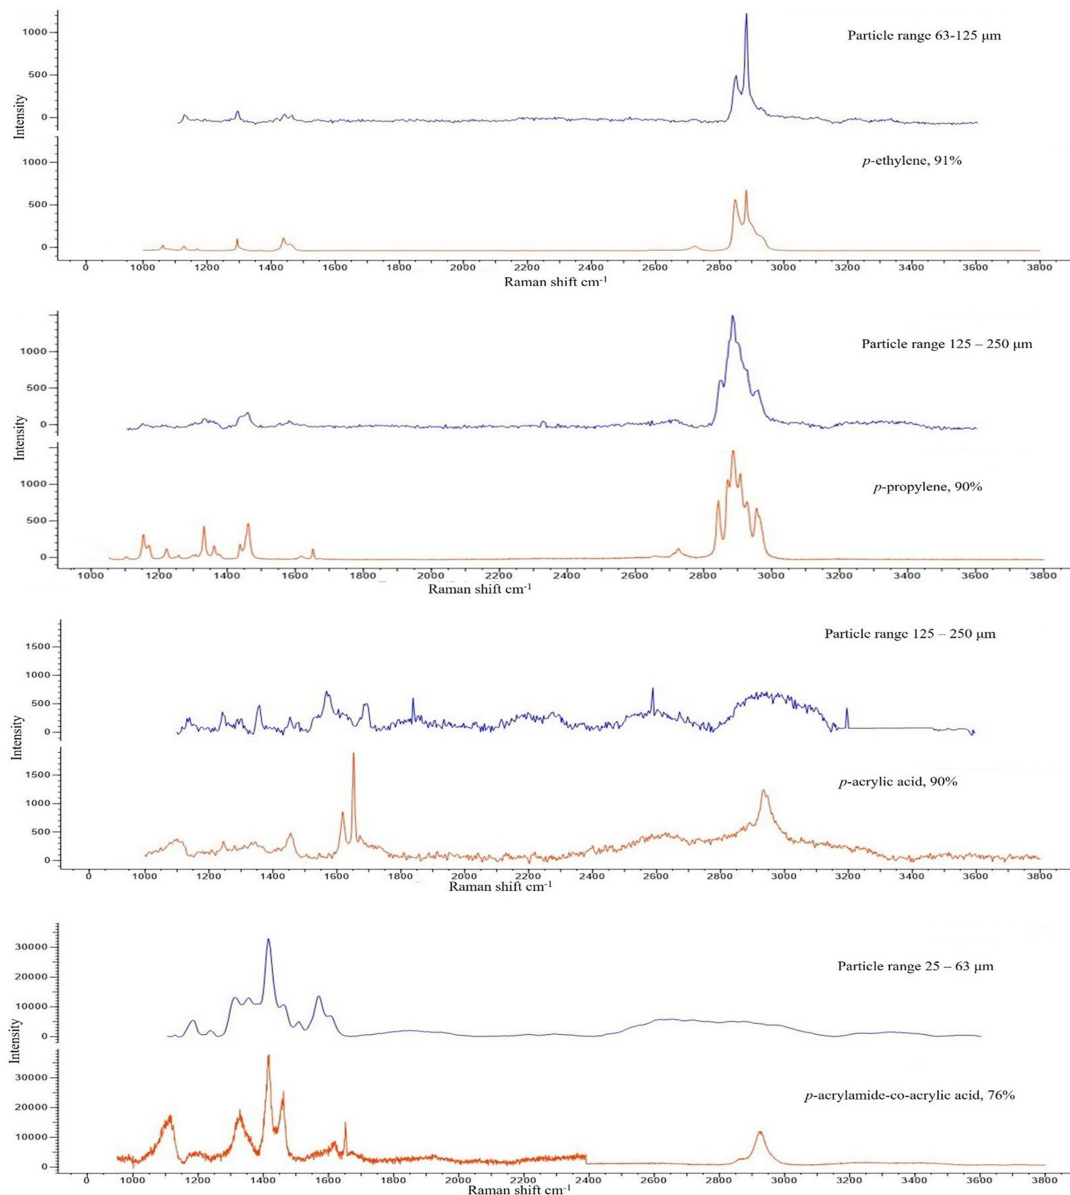 Particle range 63-125 μm
1000
500
0
Intensity
p-ethylene, 91%
1000
500
0
0 1000 1200 1400 1600 1800 2000 2200 2400 2600 2800 3000 3200 3400 3600 3800
Raman shift cm-1
Particle range 125 – 250 μm
1000
500
0
Intensity
p-propylene, 90%
1000
500
0
1000 1200 1400 1600 1800 2000 2200 2400 2600 2800 3000 3200 3400 3600 3800
Raman shift cm-1
Particle range 125 – 250 μm
1500
1000
500
0
Intensity
p-acrylic acid, 90%
1500
1000
500
0
0 1000 1200 1400 1600 1800 2000 2200 2400 2600 2800 3000 3200 3400 3600 3800
Raman shift cm-1
Particle range 25 – 63 μm
30000
20000
10000
0
Intensity
p-acrylamide-co-acrylic acid, 76%
30000
20000
10000
0
0 1000 1200 1400 1600 1800 2000 2200 2400 2600 2800 3000 3200 3400 3600 3800
Raman shift cm-1